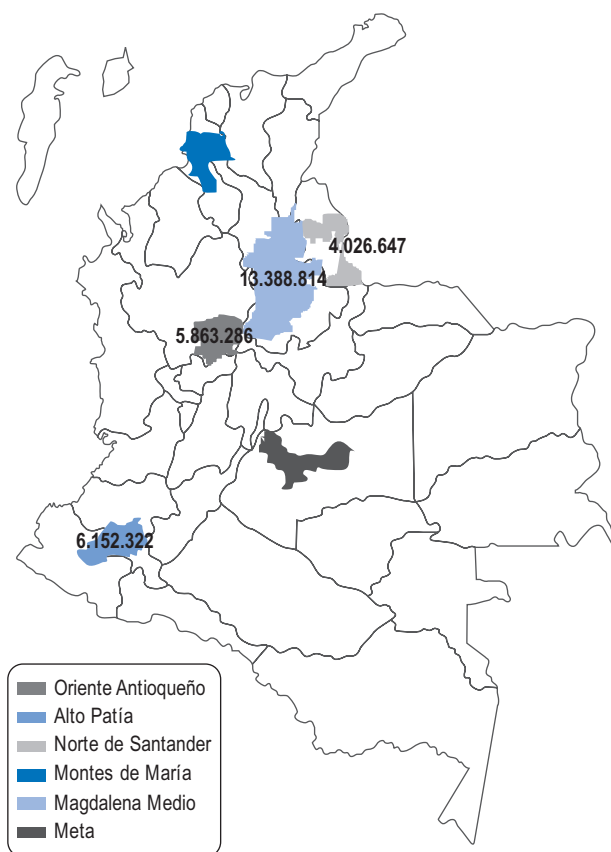 4.026.647
13.388.814
5.863.286
6.152.322
Oriente Antioqueño
Alto Patía
Norte de Santander
Montes de María
Magdalena Medio
Meta